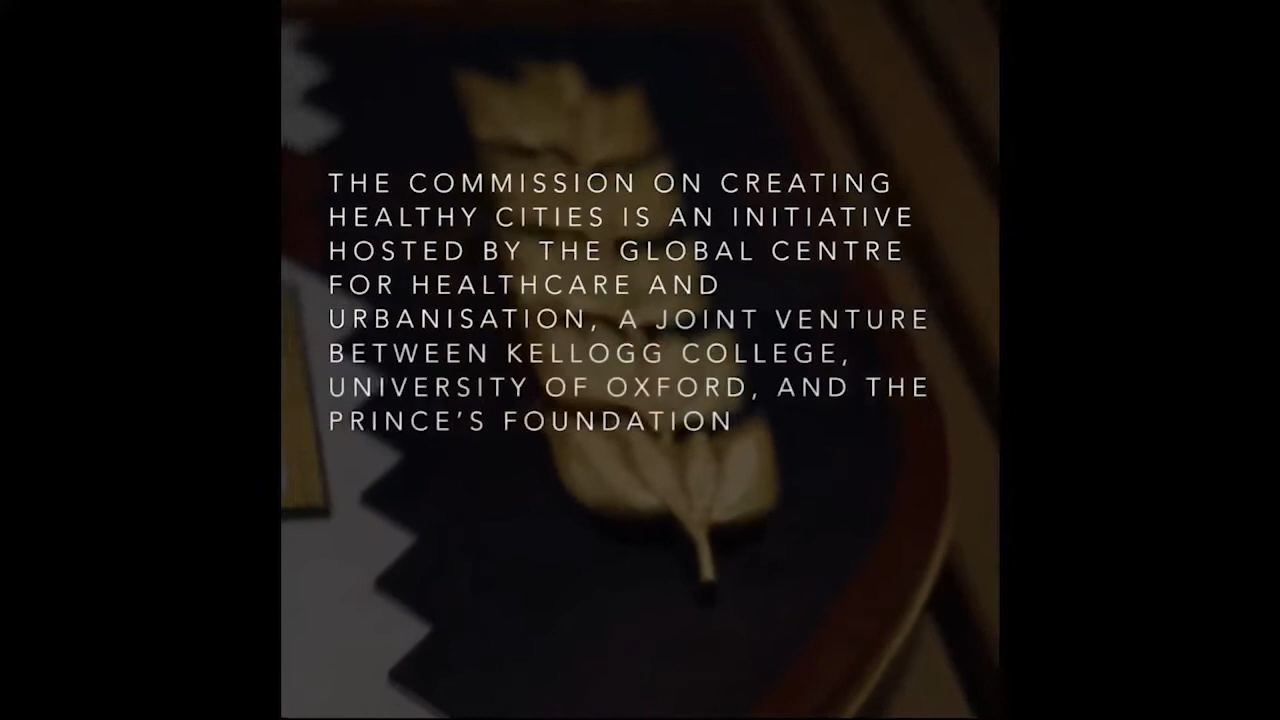 THE COMMISSION ON CREATING
HEALTHY CITIES IS AN INITIATIVE
HOSTED BY THE GLOBAL CENTRE
FOR HEALTHCARE AND
URBANISATION, A JOINT VENTURE
BETWEEN KELLOGG COLLEGE,
UNIVERSITY OF OXFORD, AND THE
PRINCE’S FOUNDATION